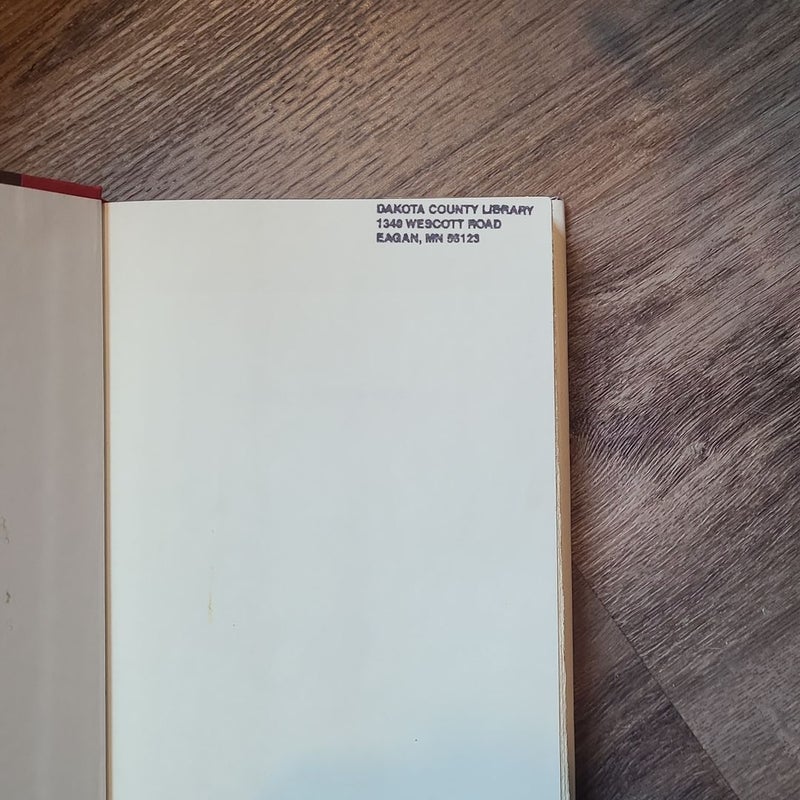 DAKOTA COUNTY LIBRARY
1340 WESCOTT ROAD
EAGAN, MN 55123